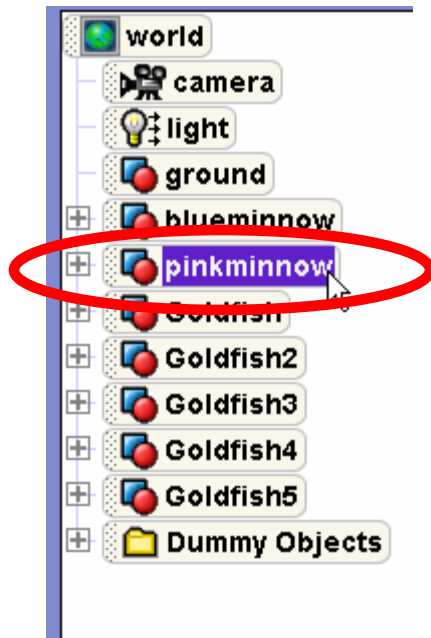 world
camera
light
ground
blueminnow
pinkminnow
Goldfish
Goldfish2
Goldfish3
Goldfish4
Goldfish5
Dummy Objects